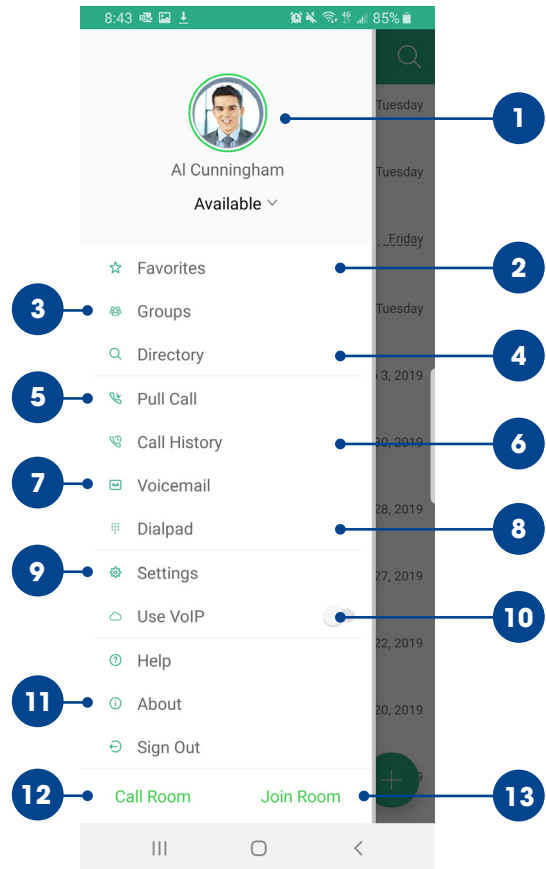 8:43 4G 85%
1
Tuesday
Al Cunningham
Tuesday
Available
Friday
Favorites 2
3 Groups Tuesday
Directory 4
3, 2019
5 Pull Call
Call History 30, 2019 6
7 Voicemail
28, 2019
Dialpad 8
9 Settings 27, 2019
Use VoIP 10
22, 2019
Help
11 About 20, 2019
Sign Out
9
12 Call Room Join Room 13